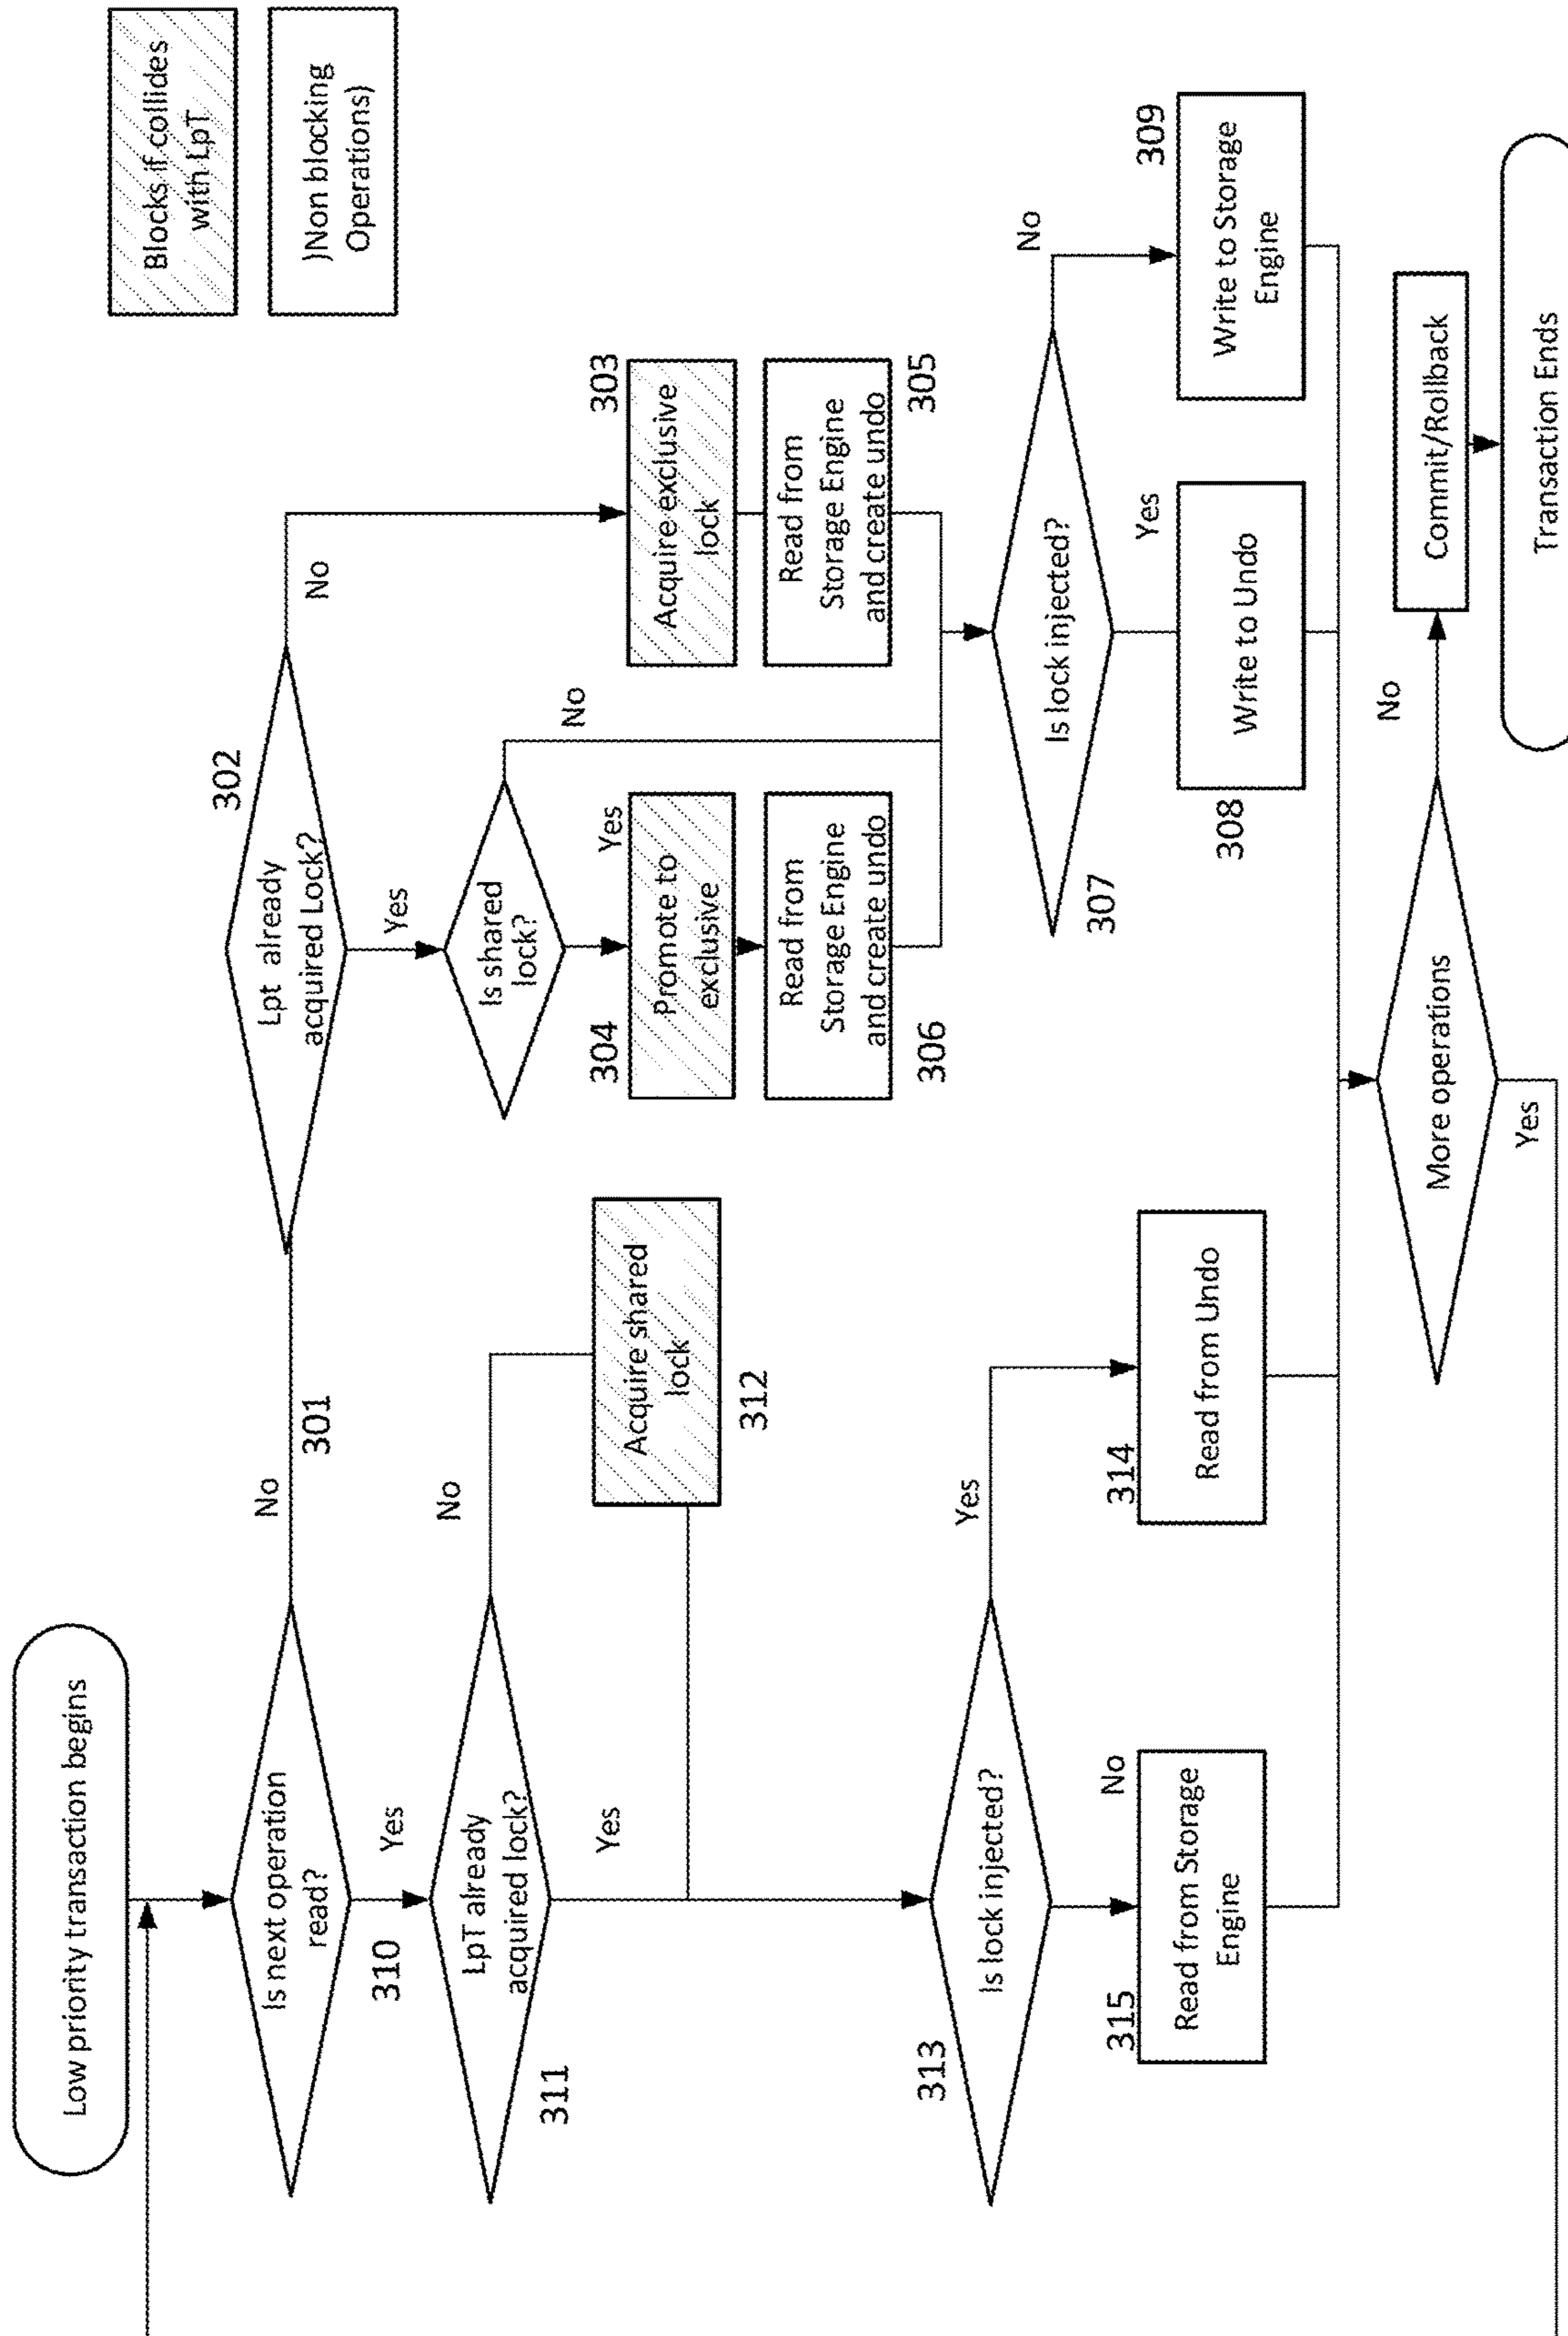 Low priority transaction begins
Is next operation
read?
No
301
Yes
310
LpT already
acquired lock?
311
No
Yes
Acquire shared
lock
312
Is lock injected?
313
Yes
No
315
Read from Storage
Engine
314
Read from Undo
302
Lpt already
acquired Lock?
Yes
No
Is shared
lock?
No
Yes
304
Promote to
exclusive
Read from
Storage Engine
and create undo
306
303
Acquire exclusive
lock
Read from
Storage Engine
and create undo
305
Is lock injected?
307
Yes
No
308
Write to Undo
309
Write to Storage
Engine
More operations
Yes
No
Commit/Rollback
Transaction Ends
Blocks if collides
with LpT
)Non blocking
Operations)